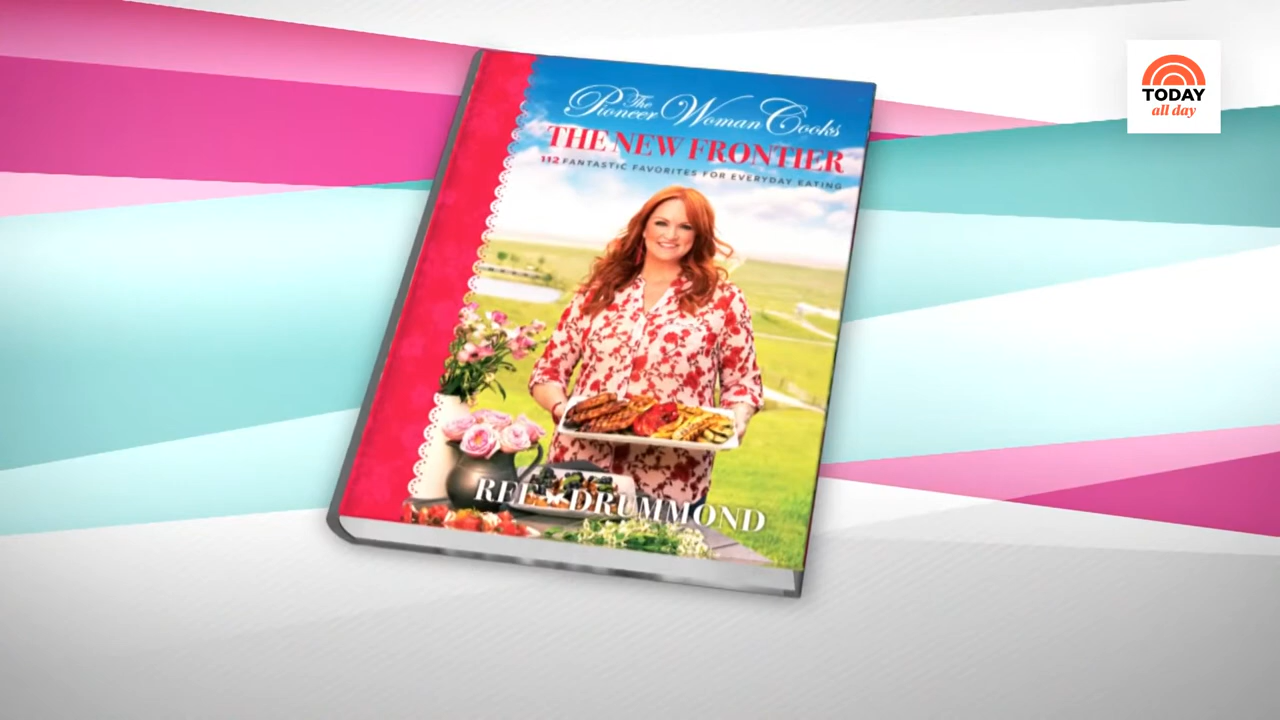 The Pioneer Woman Cooks
THE NEW FRONTIER
112 FANTASTIC FAVORITES FOR EVERYDAY EATING
REE DRUMMOND
TODAY
all day